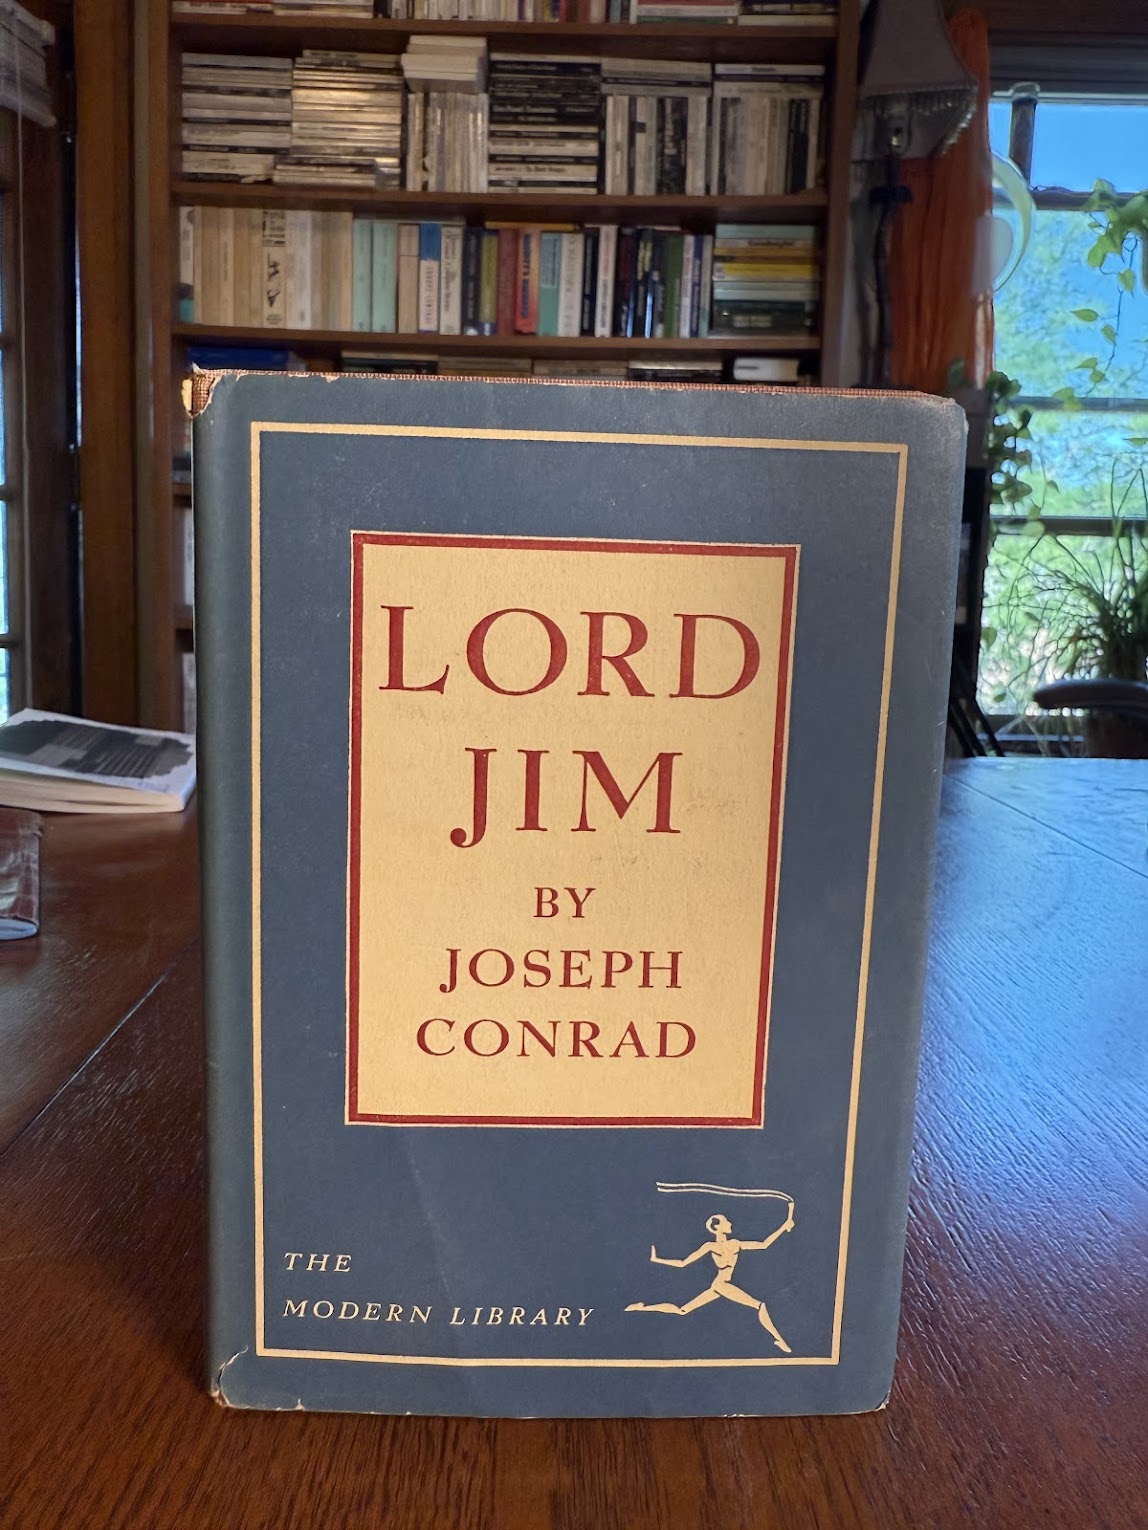 LORD
JIM
BY
JOSEPH
CONRAD
THE
MODERN LIBRARY